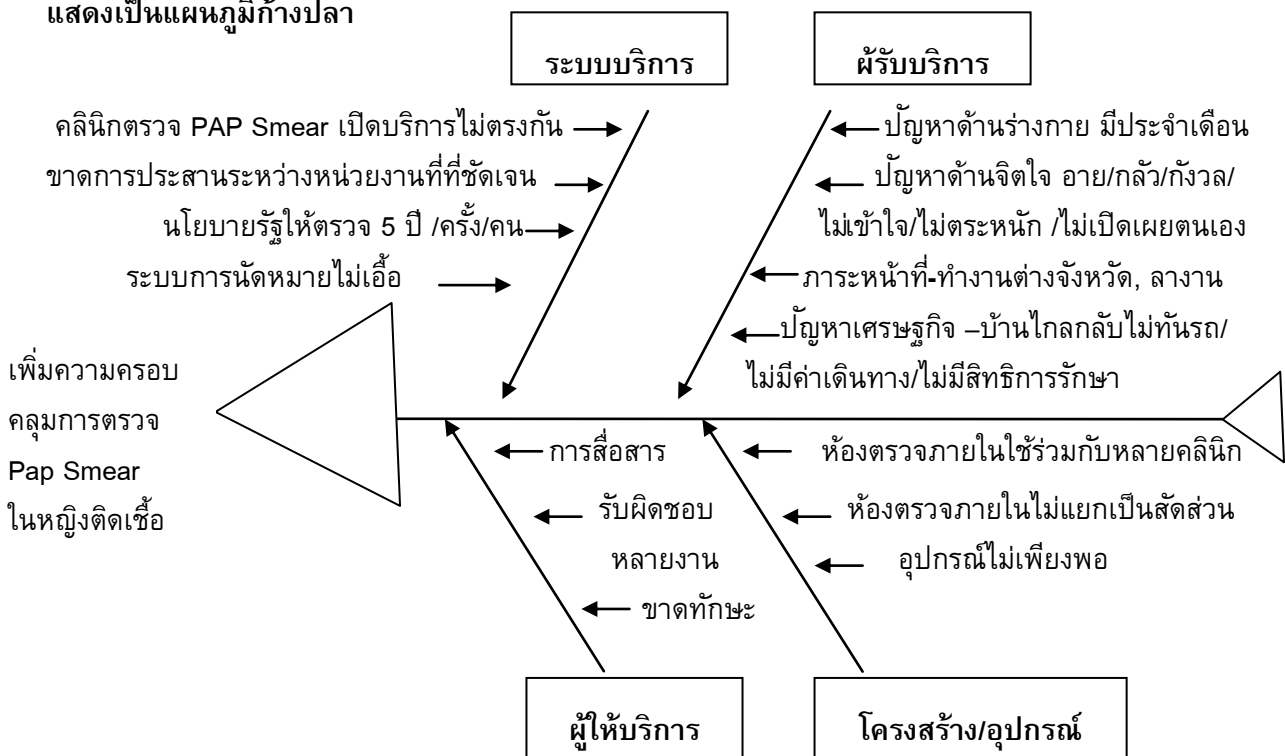 แสดงเป็นแผนภูมิก้างปลา
ระบบบริการ
ผ้รับบริการ
คลินิกตรวจ PAP Smear เปิดบริการไม่ตรงกัน
ขาดการประสานระหว่างหน่วยงานที่ที่ชัดเจน
นโยบายรัฐให้ตรวจ 5 ปี /ครั้ง/คน
ระบบการนัดหมายไม่เอื้อ
ปัญหาด้านร่างกาย มีประจำเดือน
ปัญหาด้านจิตใจ อาย/กลัว/กังวล/
ไม่เข้าใจ/ไม่ตระหนัก /ไม่เปิดเผยตนเอง
ภาระหน้าที่-ทำงานต่างจังหวัด, ลางาน
ปัญหาเศรษฐกิจ –บ้านไกลกลับไม่ทันรถ/
ไม่มีค่าเดินทาง/ไม่มีสิทธิการรักษา
เพิ่มความครอบ
คลุมการตรวจ
Pap Smear
ในหญิงติดเชื้อ
การสื่อสาร
รับผิดชอบ
หลายงาน
ขาดทักษะ
ห้องตรวจภายในใช้ร่วมกับหลายคลินิก
ห้องตรวจภายในไม่แยกเป็นสัดส่วน
อุปกรณ์ไม่เพียงพอ
ผู้ให้บริการ
โครงสร้าง/อุปกรณ์